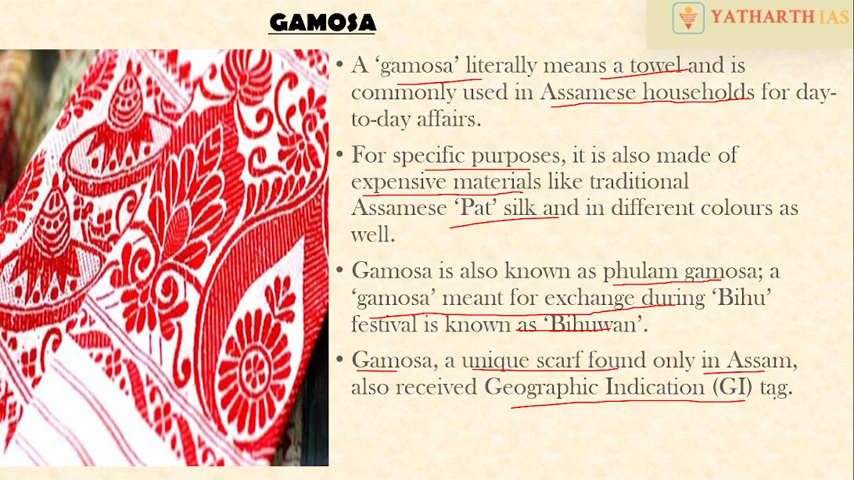 GAMOSA
YATHARTH IAS
• A ‘gamosa’ literally means a towel and is
commonly used in Assamese households for day-
to-day affairs.
• For specific purposes, it is also made of
expensive materials like traditional
Assamese ‘Pat’ silk and in different colours as
well.
• Gamosa is also known as phulam gamosa; a
‘gamosa’ meant for exchange during ‘Bihu’
festival is known as ‘Bihuwan’.
• Gamosa, a unique scarf found only in Assam,
also received Geographic Indication (GI) tag.